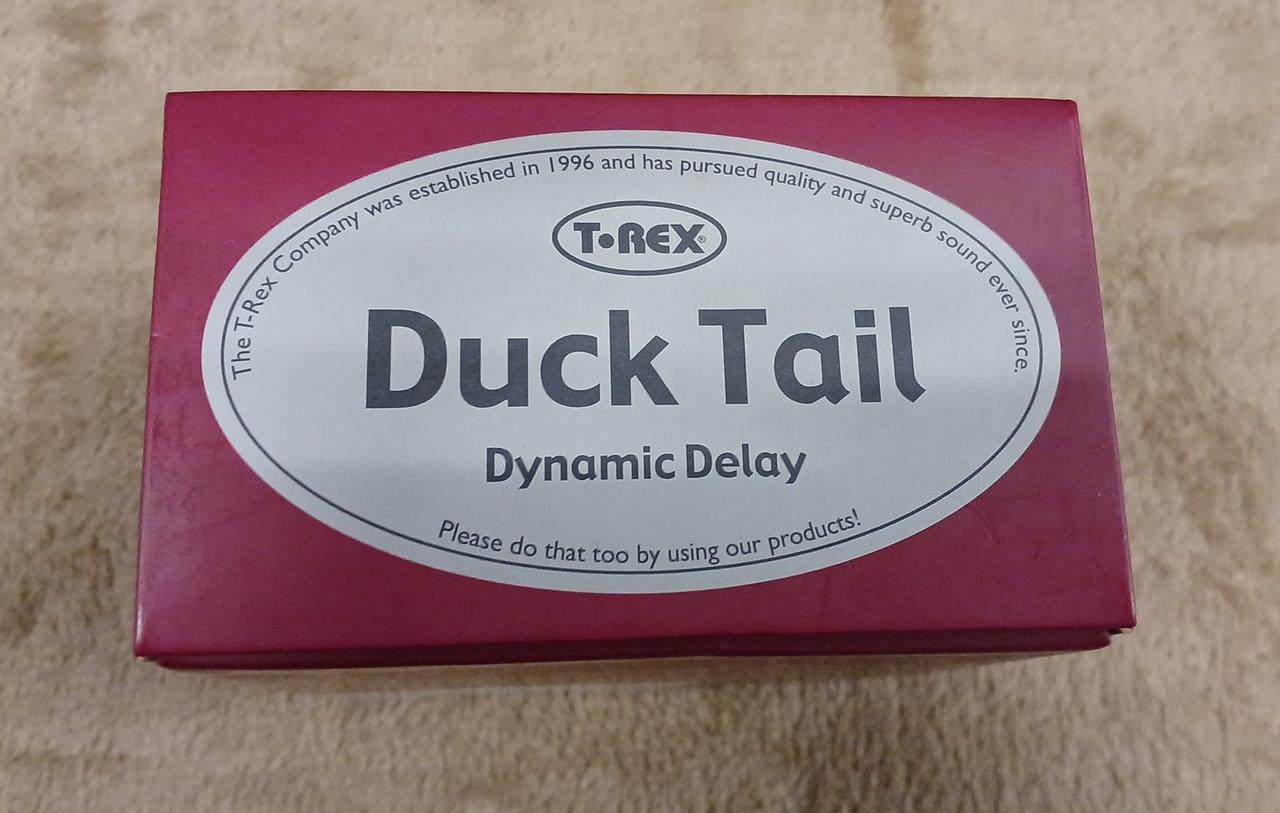 The T-Rex Company was established in 1996 and has pursued quality and superb sound ever since.
T•REX®
Duck Tail
Dynamic Delay
Please do that too by using our products!